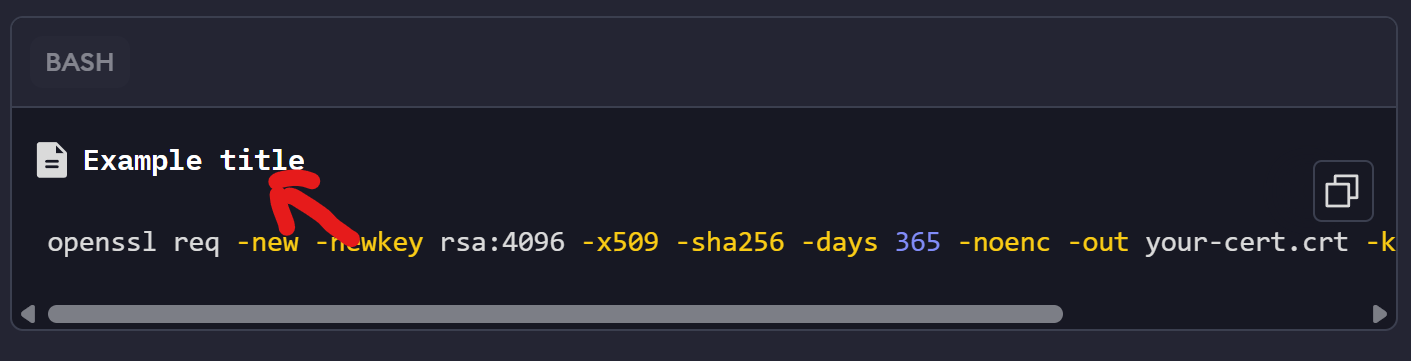 BASH
Example title
openssl req -new -newkey rsa:4096 -x509 -sha256 -days 365 -noenc -out your-cert.crt -k